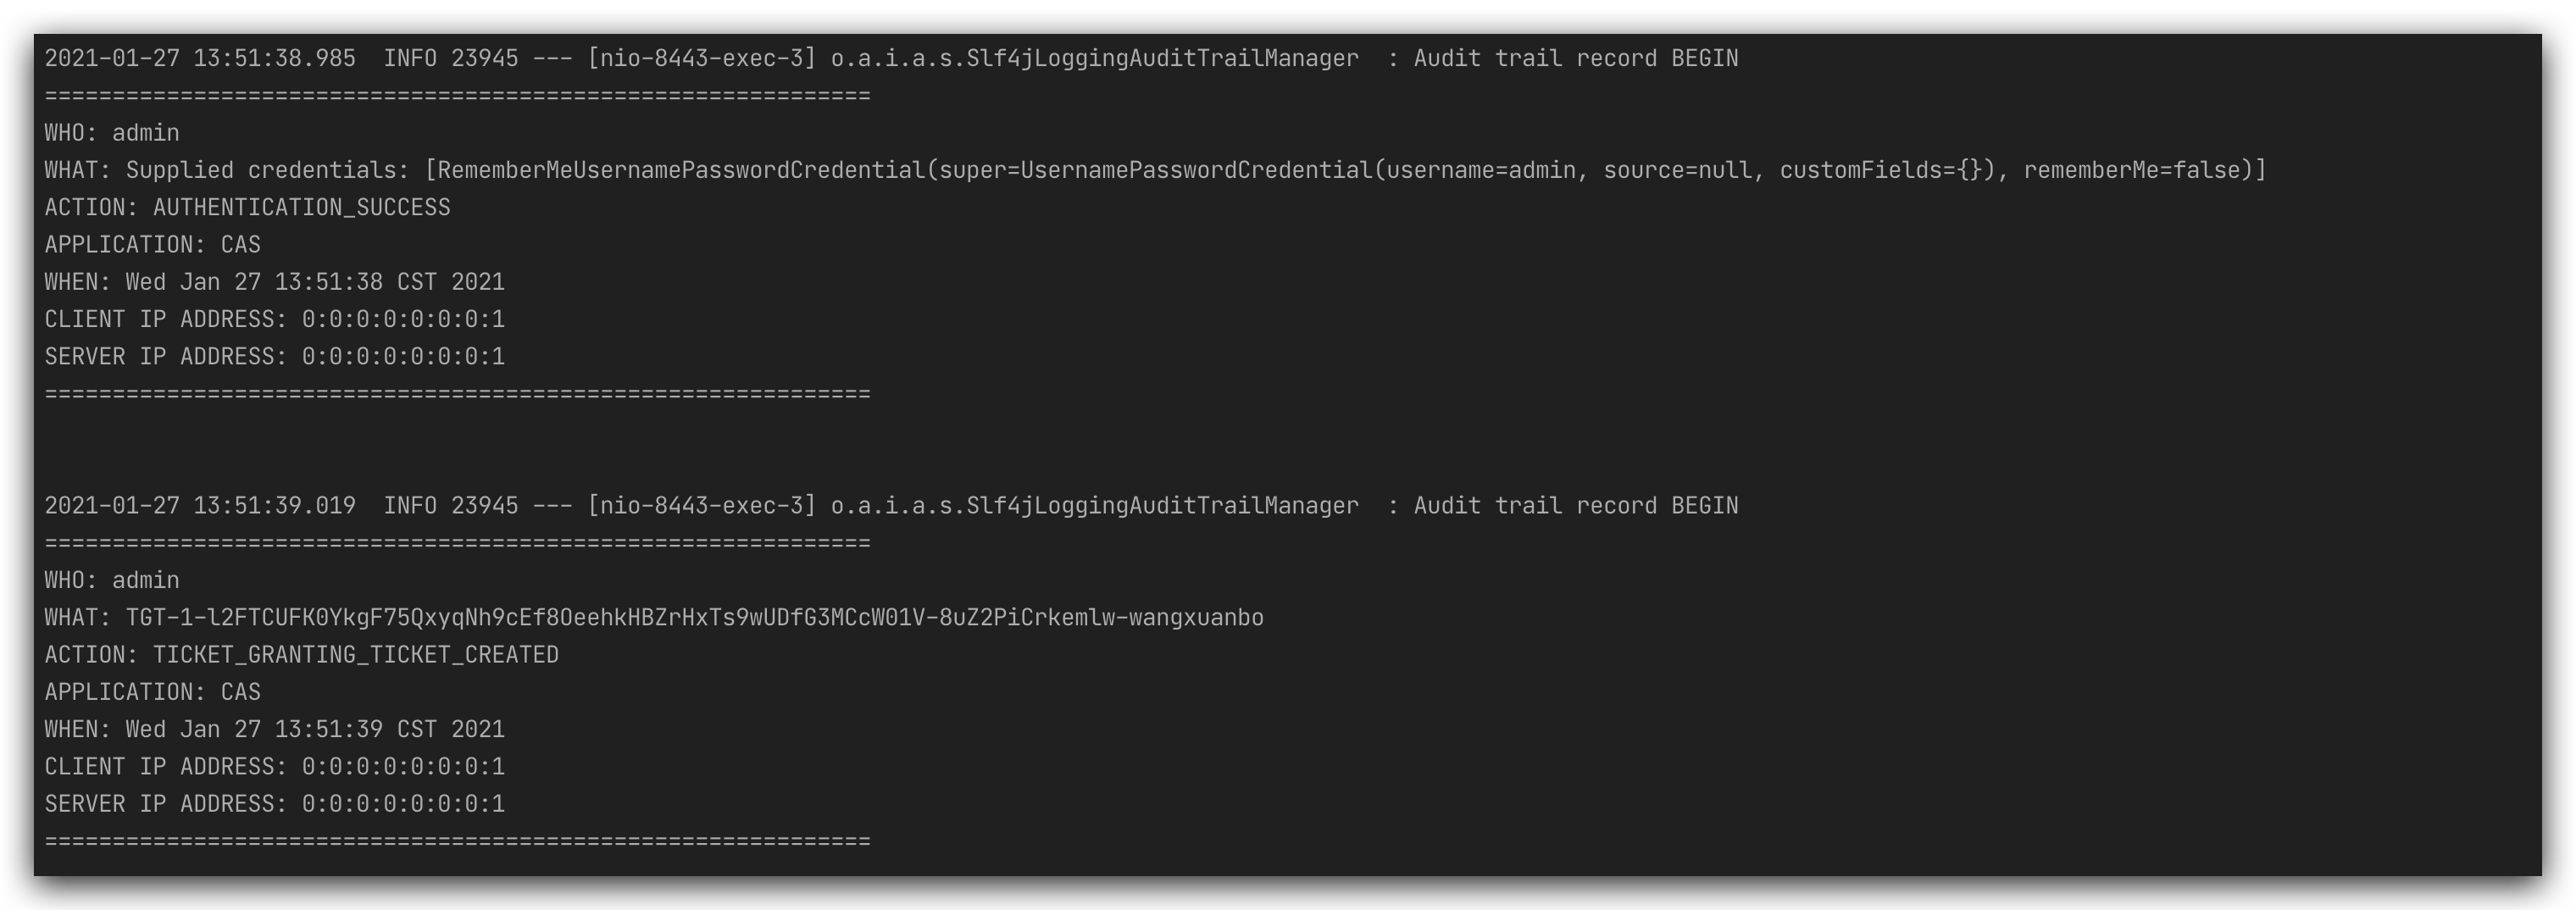 2021-01-27 13:51:38.985  INFO 23945 --- [nio-8443-exec-3] o.a.i.a.s.Slf4jLoggingAuditTrailManager  : Audit trail record BEGIN
=============================================================
WHO: admin
WHAT: Supplied credentials: [RememberMeUsernamePasswordCredential(super=UsernamePasswordCredential(username=admin, source=null, customFields={}), rememberMe=false)]
ACTION: AUTHENTICATION_SUCCESS
APPLICATION: CAS
WHEN: Wed Jan 27 13:51:38 CST 2021
CLIENT IP ADDRESS: 0:0:0:0:0:0:0:1
SERVER IP ADDRESS: 0:0:0:0:0:0:0:1
=============================================================
2021-01-27 13:51:39.019  INFO 23945 --- [nio-8443-exec-3] o.a.i.a.s.Slf4jLoggingAuditTrailManager  : Audit trail record BEGIN
=============================================================
WHO: admin
WHAT: TGT-1-l2FTCUFK0YkgF75QxyqNh9cEf8OeehkHBZrHxTs9wUDfG3MCcW01V-8uZ2PiCrkemlw-wangxuanbo
ACTION: TICKET_GRANTING_TICKET_CREATED
APPLICATION: CAS
WHEN: Wed Jan 27 13:51:39 CST 2021
CLIENT IP ADDRESS: 0:0:0:0:0:0:0:1
SERVER IP ADDRESS: 0:0:0:0:0:0:0:1
=============================================================